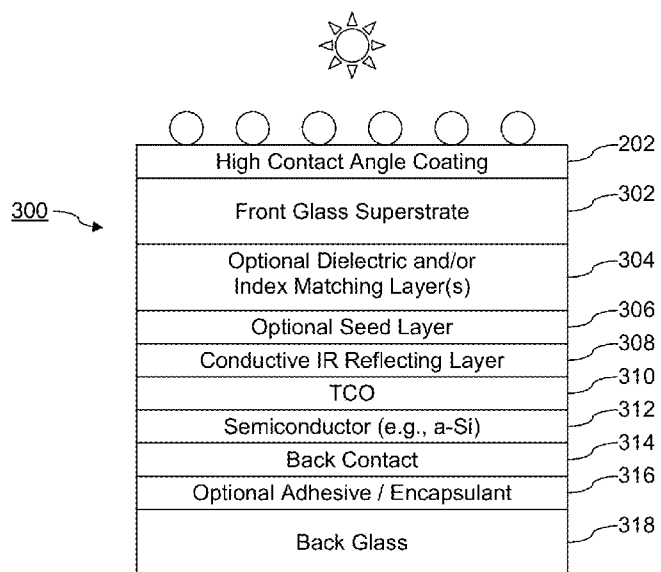 High Contact Angle Coating
202
300
Front Glass Superstrate
302
Optional Dielectric and/or
Index Matching Layer(s)
304
Optional Seed Layer
306
Conductive IR Reflecting Layer
308
TCO
310
Semiconductor (e.g., a-Si)
312
Back Contact
314
Optional Adhesive / Encapsulant
316
Back Glass
318